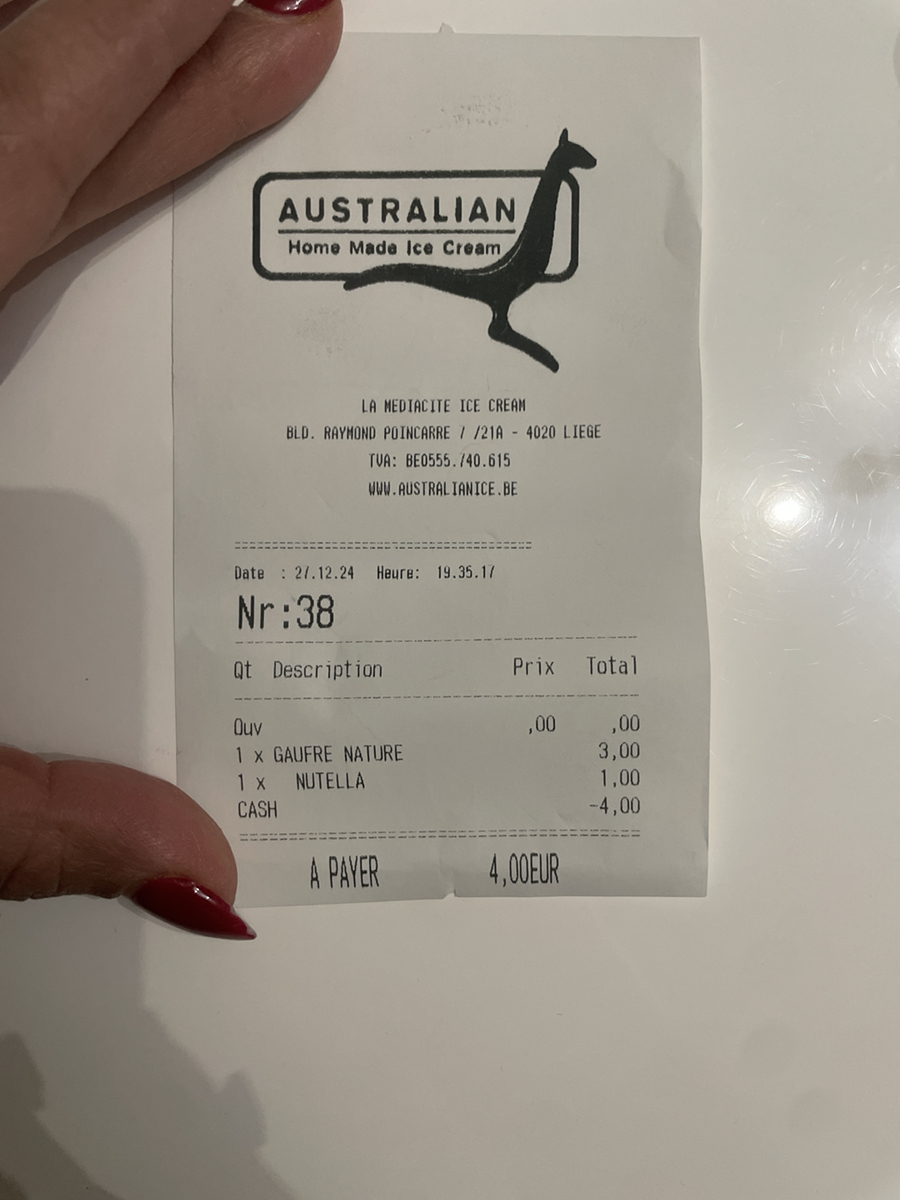 AUSTRALIAN
Home Made Ice Cream
LA MEDIACITE ICE CREAM
BLD. RAYMOND POINCARRE 7 /21A - 4020 LIEGE
TVA: BE0555.740.615
WWW.AUSTRALIANICE.BE
Date : 27.12.24 Heure: 19.35.17
Nr:38
Qt Description Prix Total
Ouv ,00 ,00
1 x GAUFRE NATURE 3,00
1 x NUTELLA 1,00
CASH -4,00
A PAYER 4,00EUR